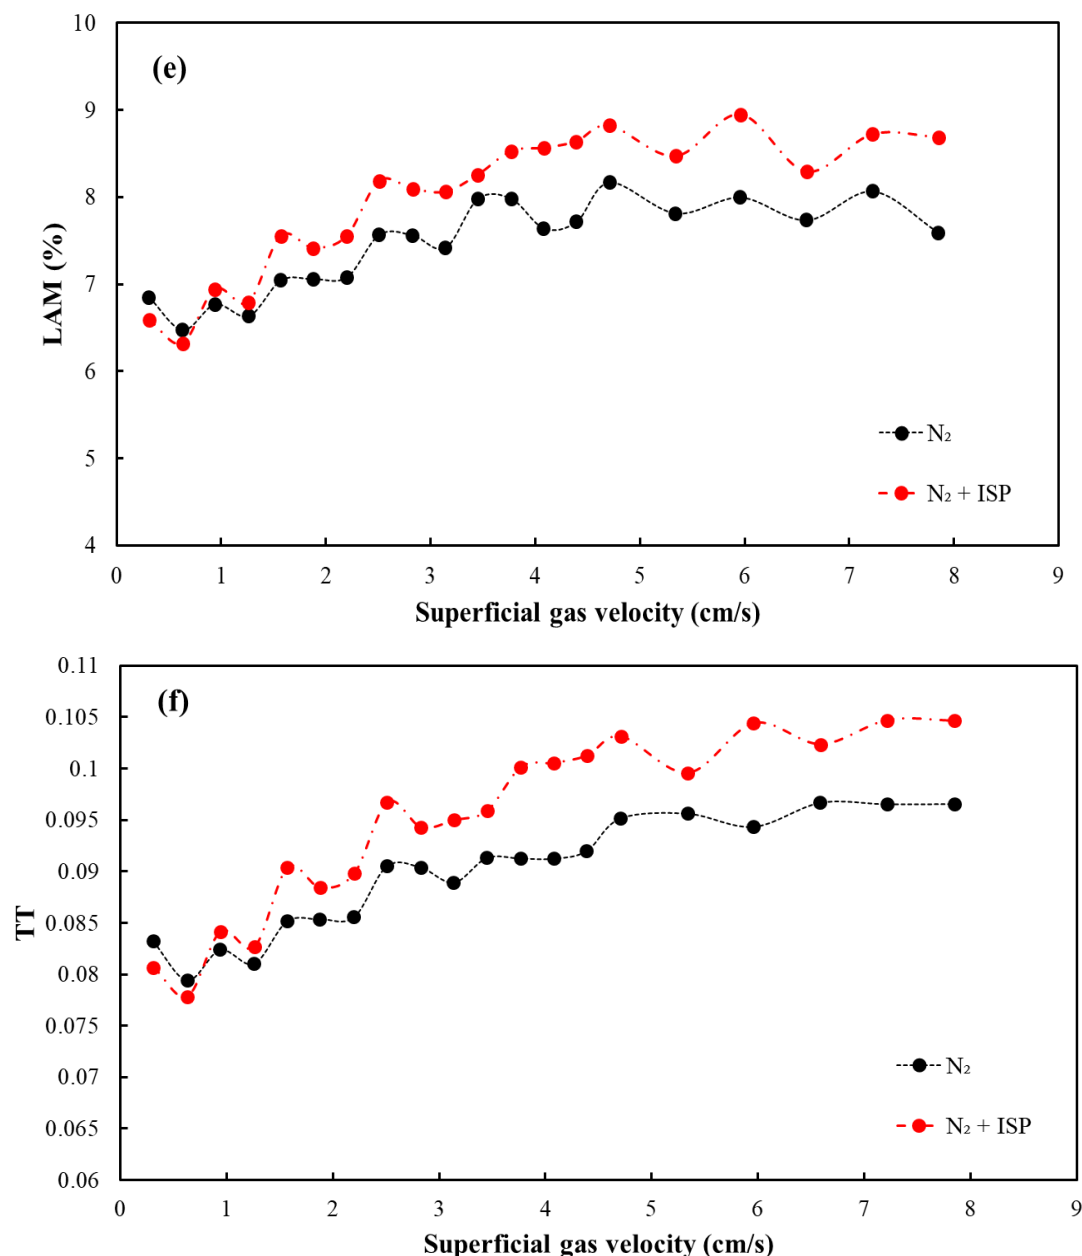 (e)
LAM (%)
10
9
8
7
6
5
4
N₂
N₂ + ISP
0 1 2 3 4 5 6 7 8 9
Superficial gas velocity (cm/s)
(f)
TT
0.11
0.105
0.1
0.095
0.09
0.085
0.08
0.075
0.07
0.065
0.06
N₂
N₂ + ISP
0 1 2 3 4 5 6 7 8 9
Superficial gas velocity (cm/s)